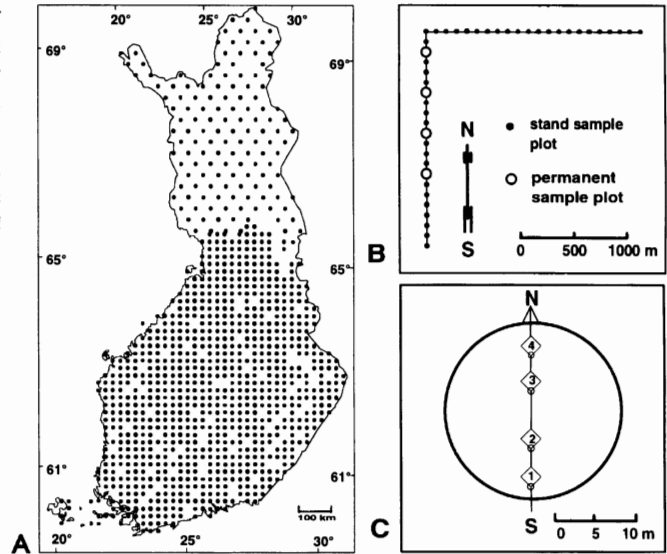 20° 25° 30°
69° 69°
65° 65°
61° 61°
100 km
20° 25° 30°
A
N
S
stand sample
plot
permanent
sample plot
0 500 1000 m
B
N
4
3
2
1
S
0 5 10 m
C